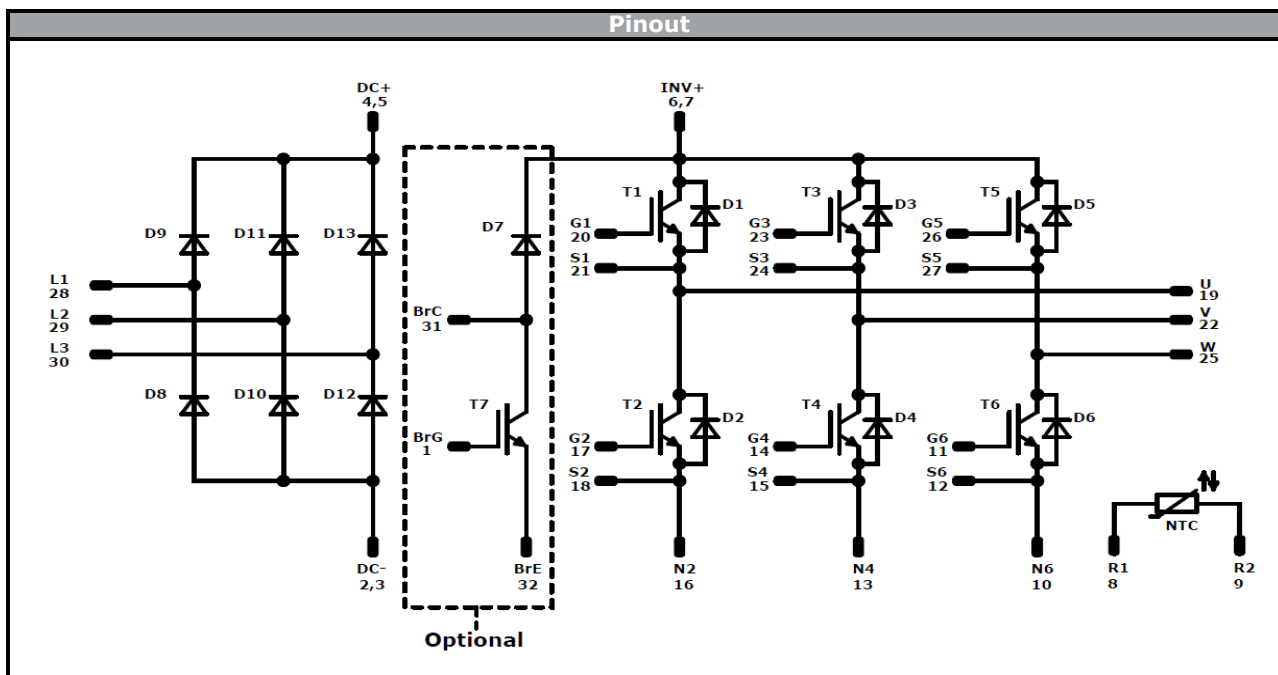 Pinout
DC+
4,5
INV+
6,7
T1
D1
T3
D3
T5
D5
G1
20
G3
23
G5
26
D9
D11
D13
D7
S1
21
S3
24
S5
27
L1
28
U
19
L2
29
BrC
31
V
22
L3
30
W
25
D8
D10
D12
T7
T2
D2
T4
D4
T6
D6
BrG
1
G2
17
G4
14
G6
11
S2
18
S4
15
S6
12
NTC
DC-
2,3
BrE
32
N2
16
N4
13
N6
10
R1
8
R2
9
Optional